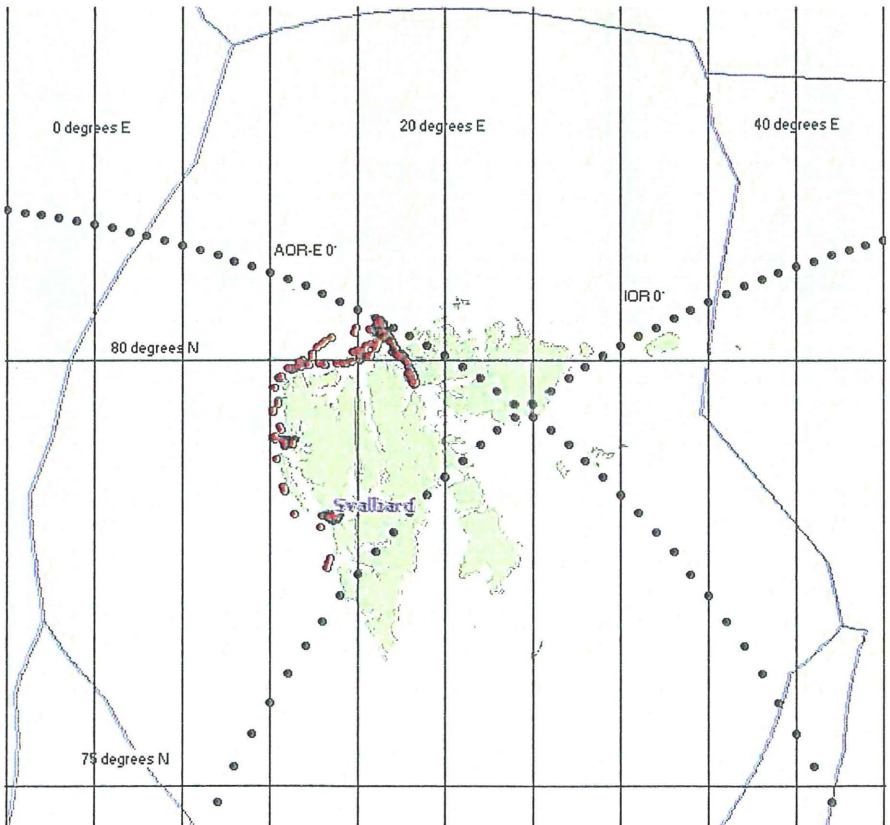 0 degrees E
20 degrees E
40 degrees E
AOR-E 0°
IOR 0°
80 degrees N
Svalbard
75 degrees N